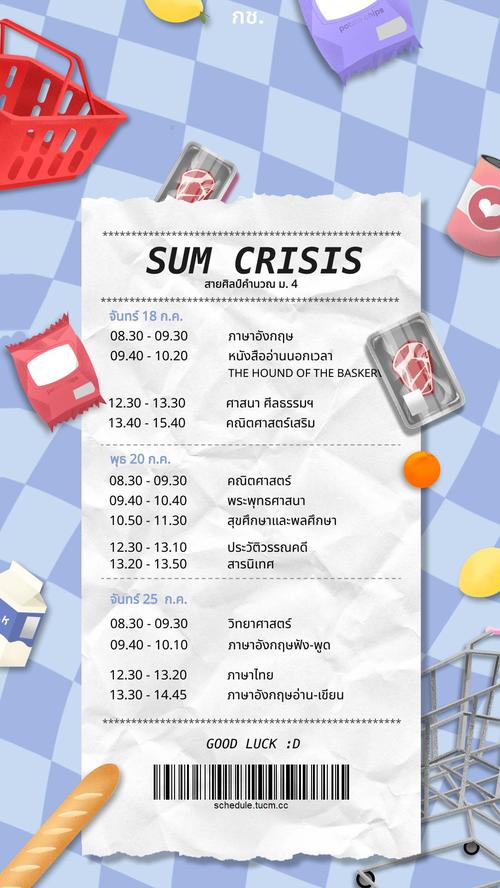 กช.
potato chips
****************************************************
SUM CRISIS
สายศิลป์คำนวณ ม. 4
****************************************************
จันทร์ 18 ก.ค.
08.30 - 09.30 ภาษาอังกฤษ
09.40 - 10.20 หนังสืออ่านนอกเวลา
THE HOUND OF THE BASKER
12.30 - 13.30 ศาสนา ศีลธรรมฯ
13.40 - 15.40 คณิตศาสตร์เสริม
พุธ 20 ก.ค.
08.30 - 09.30 คณิตศาสตร์
09.40 - 10.40 พระพุทธศาสนา
10.50 - 11.30 สุขศึกษาและพลศึกษา
12.30 - 13.10 ประวัติวรรณคดี
13.20 - 13.50 สารนิเทศ
จันทร์ 25 ก.ค.
08.30 - 09.30 วิทยาศาสตร์
09.40 - 10.10 ภาษาอังกฤษฟัง-พูด
12.30 - 13.20 ภาษาไทย
13.30 - 14.45 ภาษาอังกฤษอ่าน-เขียน
****************************************************
GOOD LUCK :D
schedule.tucm.cc